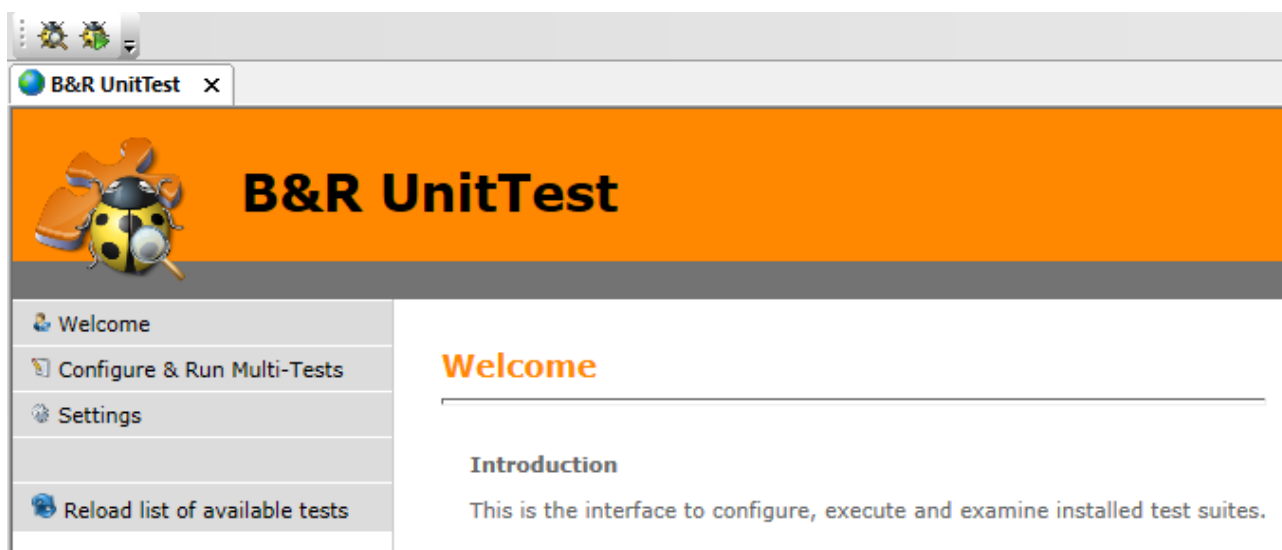 B&R UnitTest
B&R UnitTest
Welcome
Configure & Run Multi-Tests
Settings
Reload list of available tests
Welcome
Introduction
This is the interface to configure, execute and examine installed test suites.